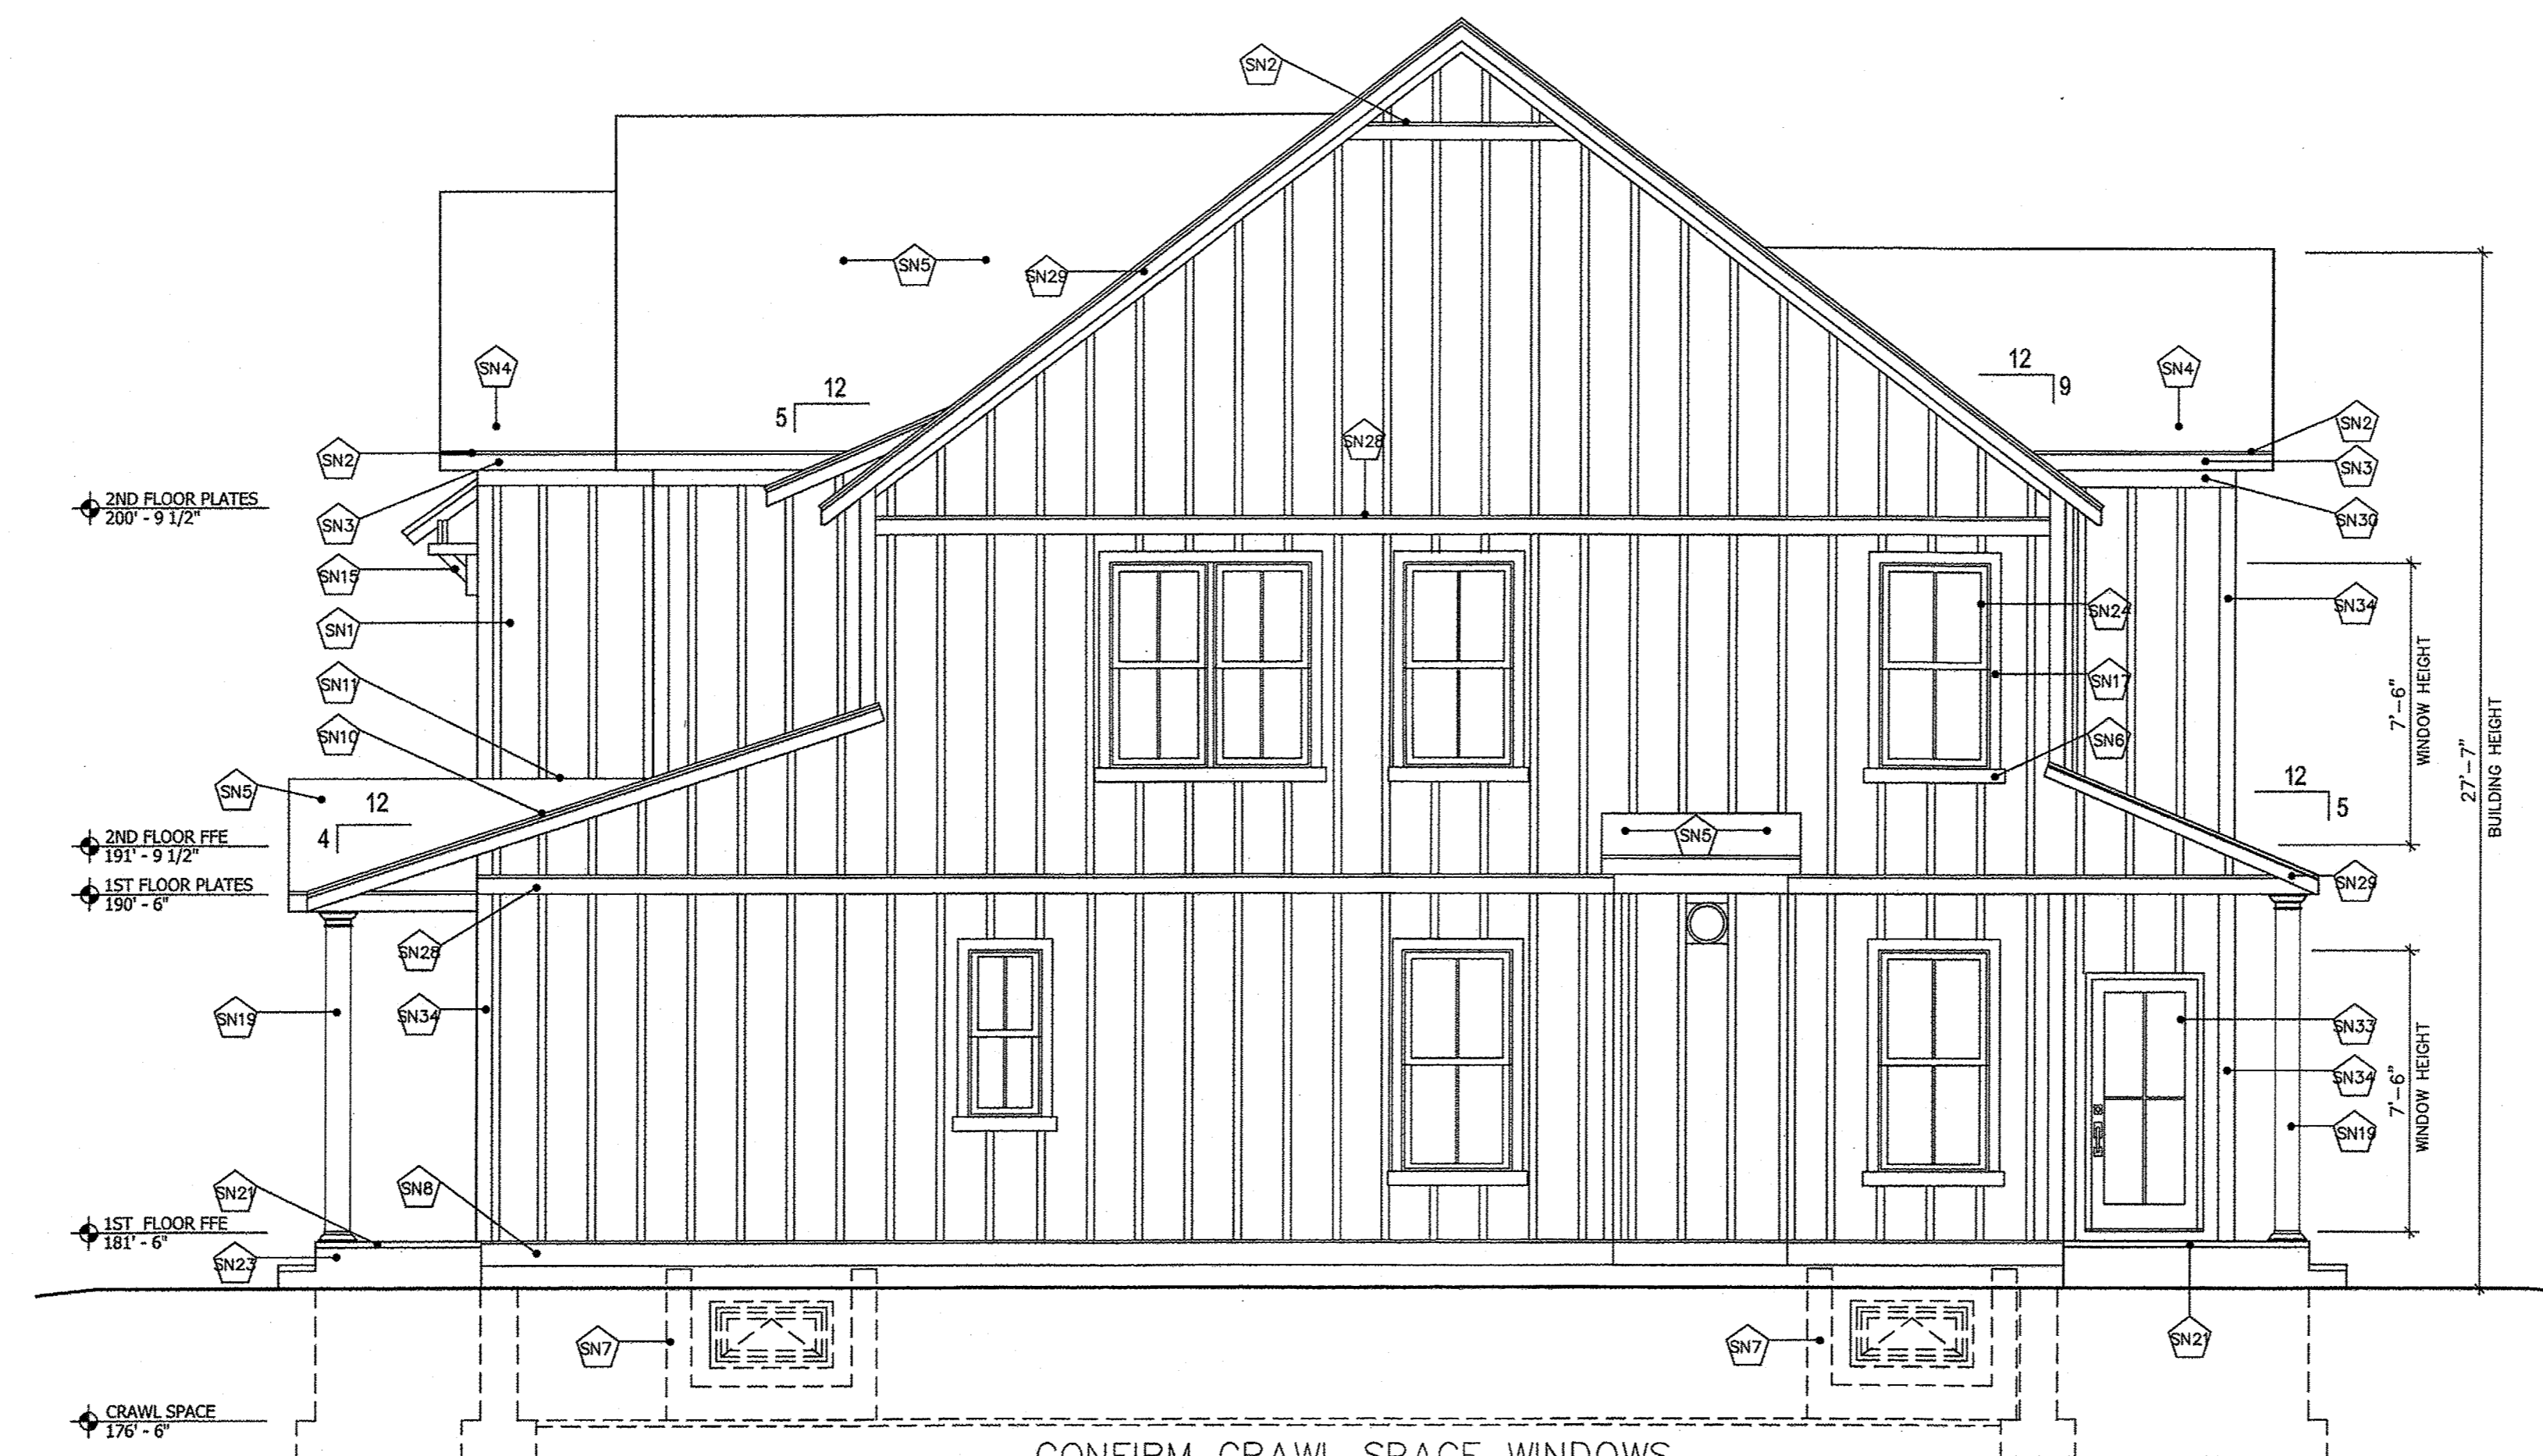 SN2
SN5
SN29
SN4
12
5
12
9
SN4
SN2
SN2
SN28
SN3
2ND FLOOR PLATES
200' - 9 1/2"
SN3
SN30
SN15
SN24
SN34
SN1
SN11
SN17
7'-6"
WINDOW HEIGHT
SN10
SN6
27'-7"
BUILDING HEIGHT
SN5
12
4
12
5
SN5
2ND FLOOR FFE
191' - 9 1/2"
1ST FLOOR PLATES
190' - 6"
SN29
SN28
SN19
SN34
SN33
SN34
7'-6"
WINDOW HEIGHT
SN19
SN21
SN8
1ST FLOOR FFE
181' - 6"
SN23
SN7
SN7
SN21
CRAWL SPACE
176' - 6"
CONFIRM CRAWL SPACE WINDOWS